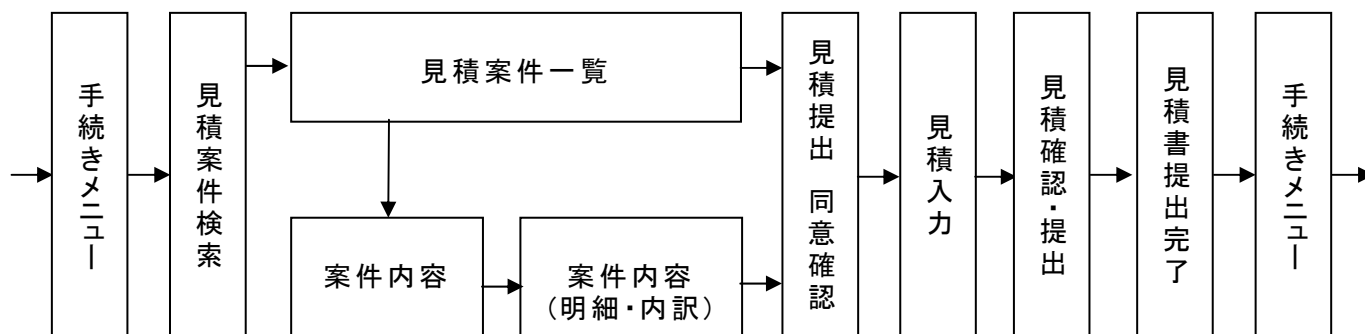 手続きメニュー
見積案件検索
見積案件一覧
案件内容
案件内容
（明細・内訳）
見積提出 同意確認
見積入力
見積確認・提出
見積書提出完了
手続きメニュー